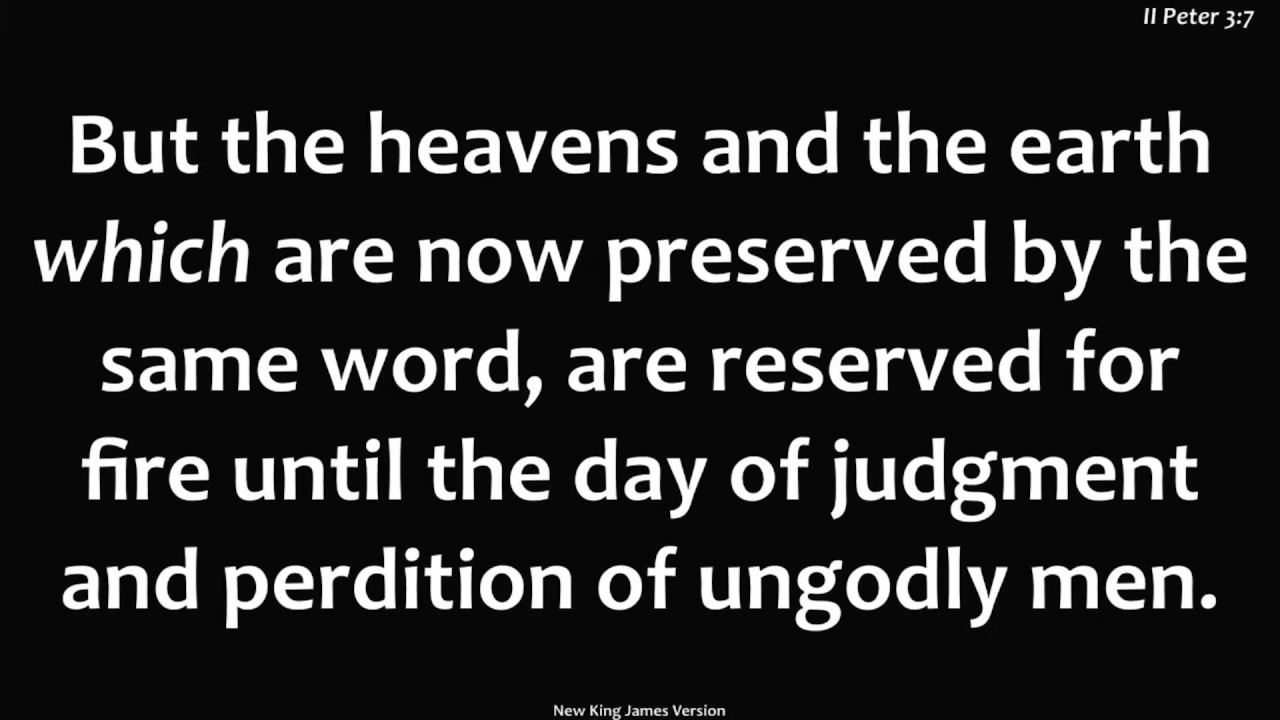 II Peter 3:7
But the heavens and the earth
which are now preserved by the
same word, are reserved for
fire until the day of judgment
and perdition of ungodly men.
New King James Version